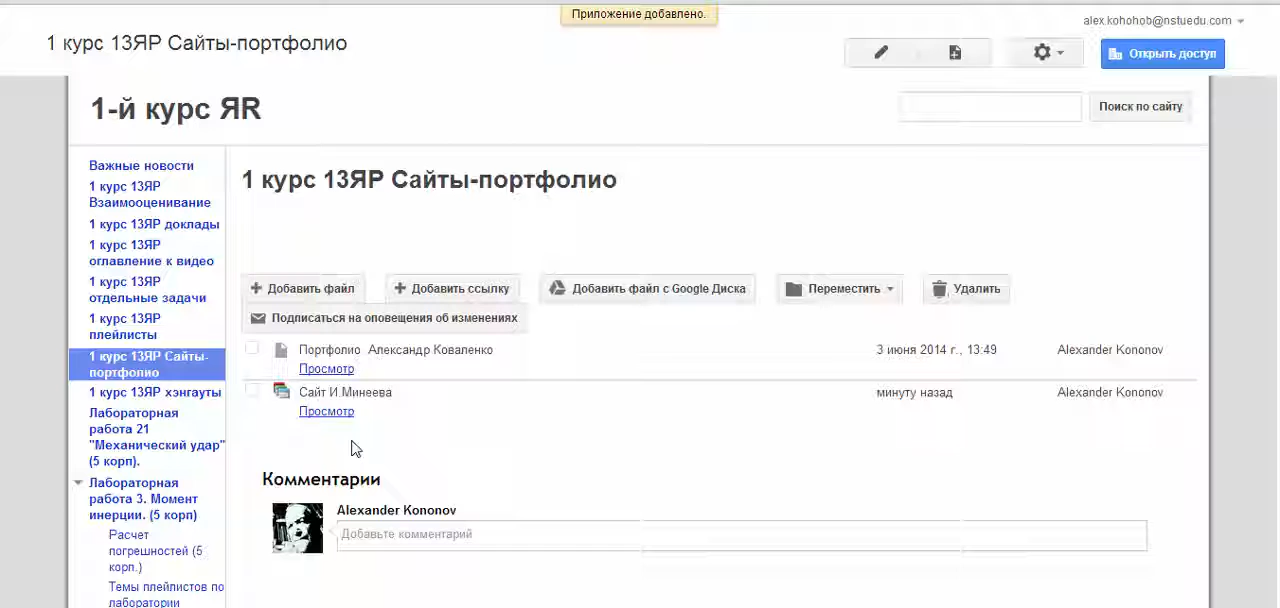 Приложение добавлено.
alex.kohohob@nstuedu.com
1 курс 13ЯР Сайты-портфолио
Открыть доступ
1-й курс ЯR
Поиск по сайту
Важные новости
1 курс 13ЯР
Взаимооценивание
1 курс 13ЯР доклады
1 курс 13ЯР
оглавление к видео
1 курс 13ЯР
отдельные задачи
1 курс 13ЯР
плейлисты
1 курс 13ЯР Сайты-
портфолио
1 курс 13ЯР хэнгауты
Лабораторная
работа 21
"Механический удар"
(5 корп).
Лабораторная
работа 3. Момент
инерции. (5 корп)
Расчет
погрешностей (5
корп.)
Темы плейлистов по
лаборатории
1 курс 13ЯР Сайты-портфолио
Добавить файл
Добавить ссылку
Добавить файл с Google Диска
Переместить
Удалить
Подписаться на оповещения об изменениях
Портфолио Александр Коваленко
3 июня 2014 г., 13:49
Alexander Kononov
Просмотр
Сайт И.Минеева
минуту назад
Alexander Kononov
Просмотр
Комментарии
Alexander Kononov
Добавьте комментарий